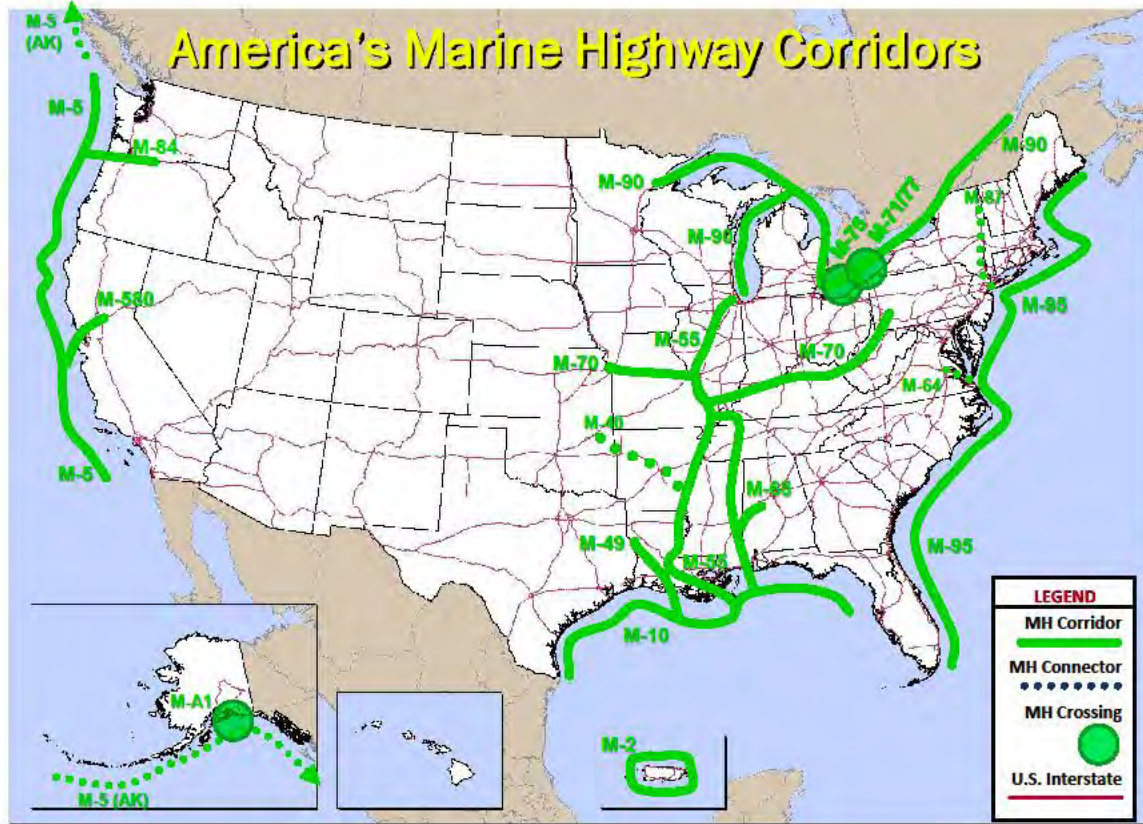 America's Marine Highway Corridors
M-5
(AK)
M-5
M-84
M-90
M-90
M-90
M-75
M-71/77
M-87
M-580
M-55
M-95
M-70
M-70
M-64
M-40
M-65
M-49
M-55
M-95
M-5
M-10
M-A1
M-5 (AK)
M-2
LEGEND
MH Corridor
MH Connector
MH Crossing
U.S. Interstate